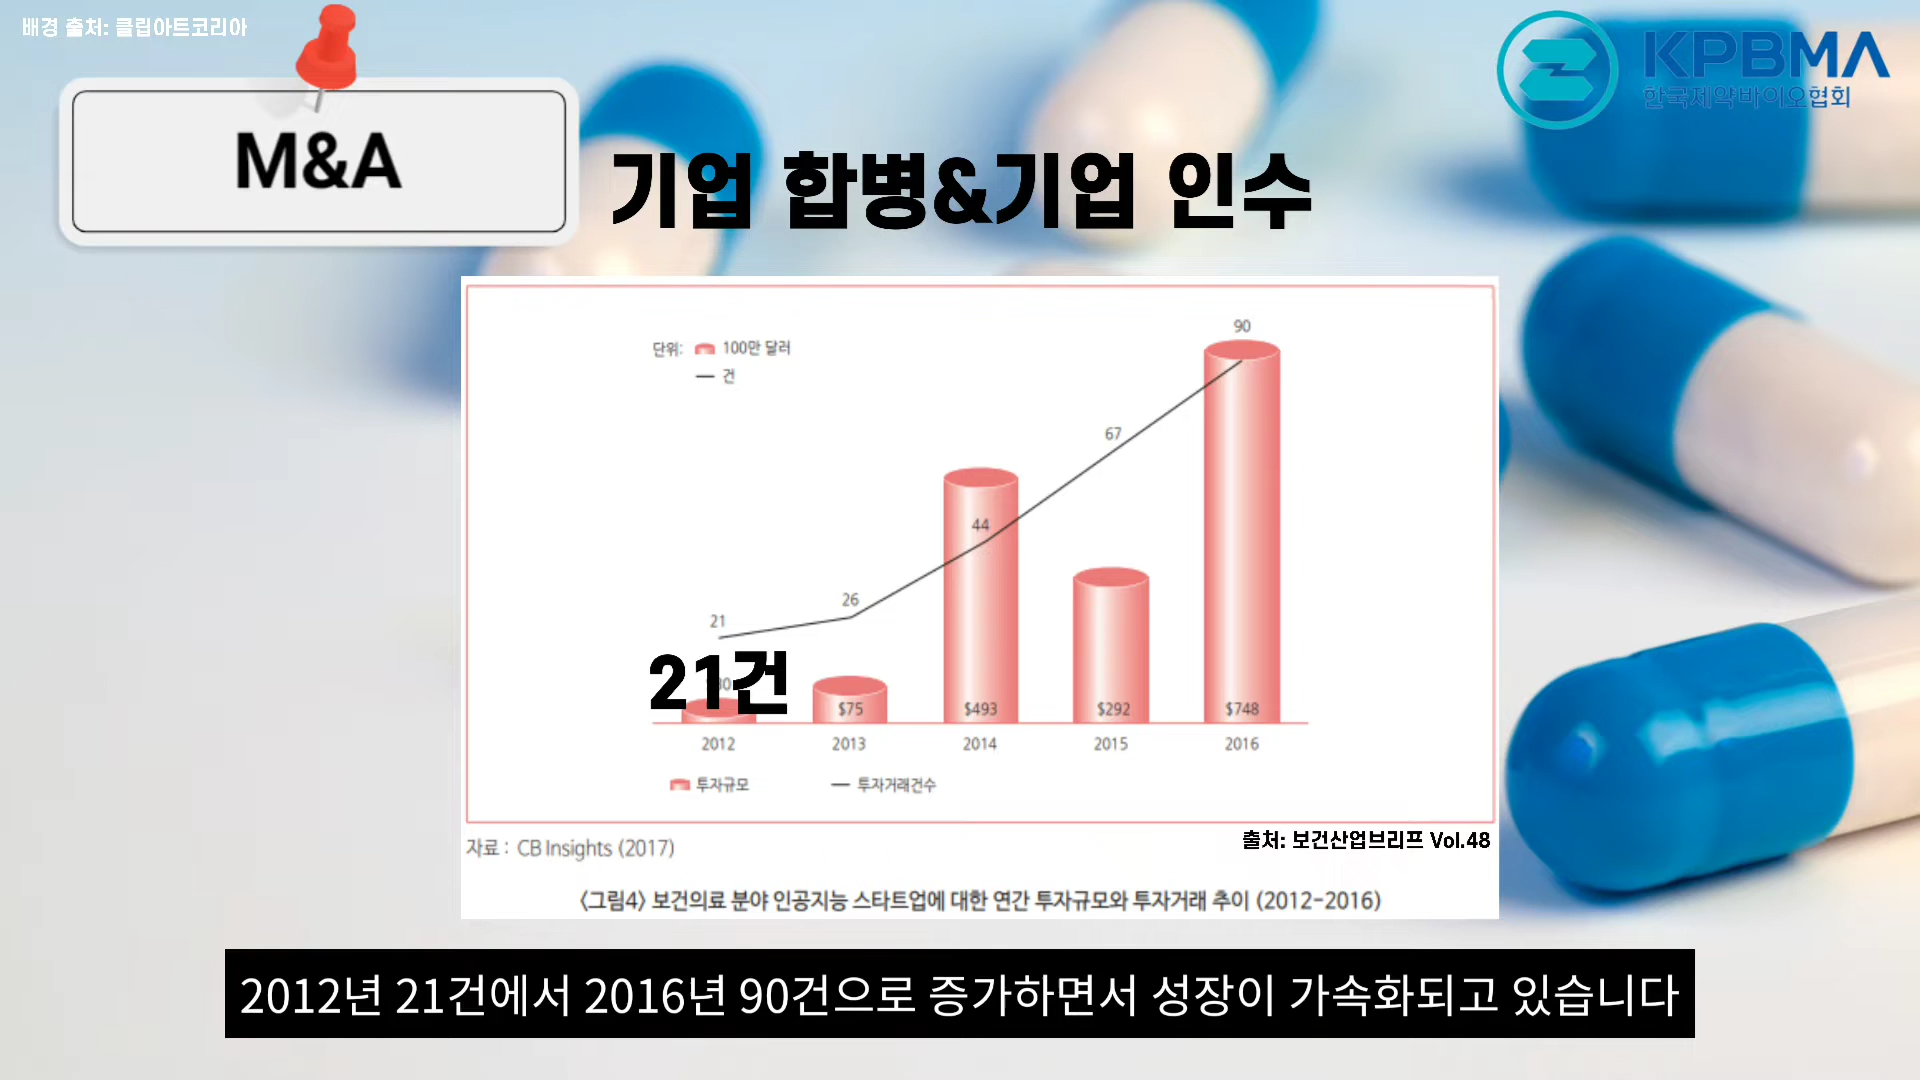 배경 출처: 클립아트코리아
KPBMA
한국제약바이오협회
M&A
기업 합병&기업 인수
단위: 100만 달러
건
90
67
44
26
21
21건
$75
$493
$292
$748
2012
2013
2014
2015
2016
투자규모
투자거래건수
자료 : CB Insights (2017)
출처: 보건산업브리프 Vol.48
<그림4> 보건의료 분야 인공지능 스타트업에 대한 연간 투자규모와 투자거래 추이 (2012-2016)
2012년 21건에서 2016년 90건으로 증가하면서 성장이 가속화되고 있습니다